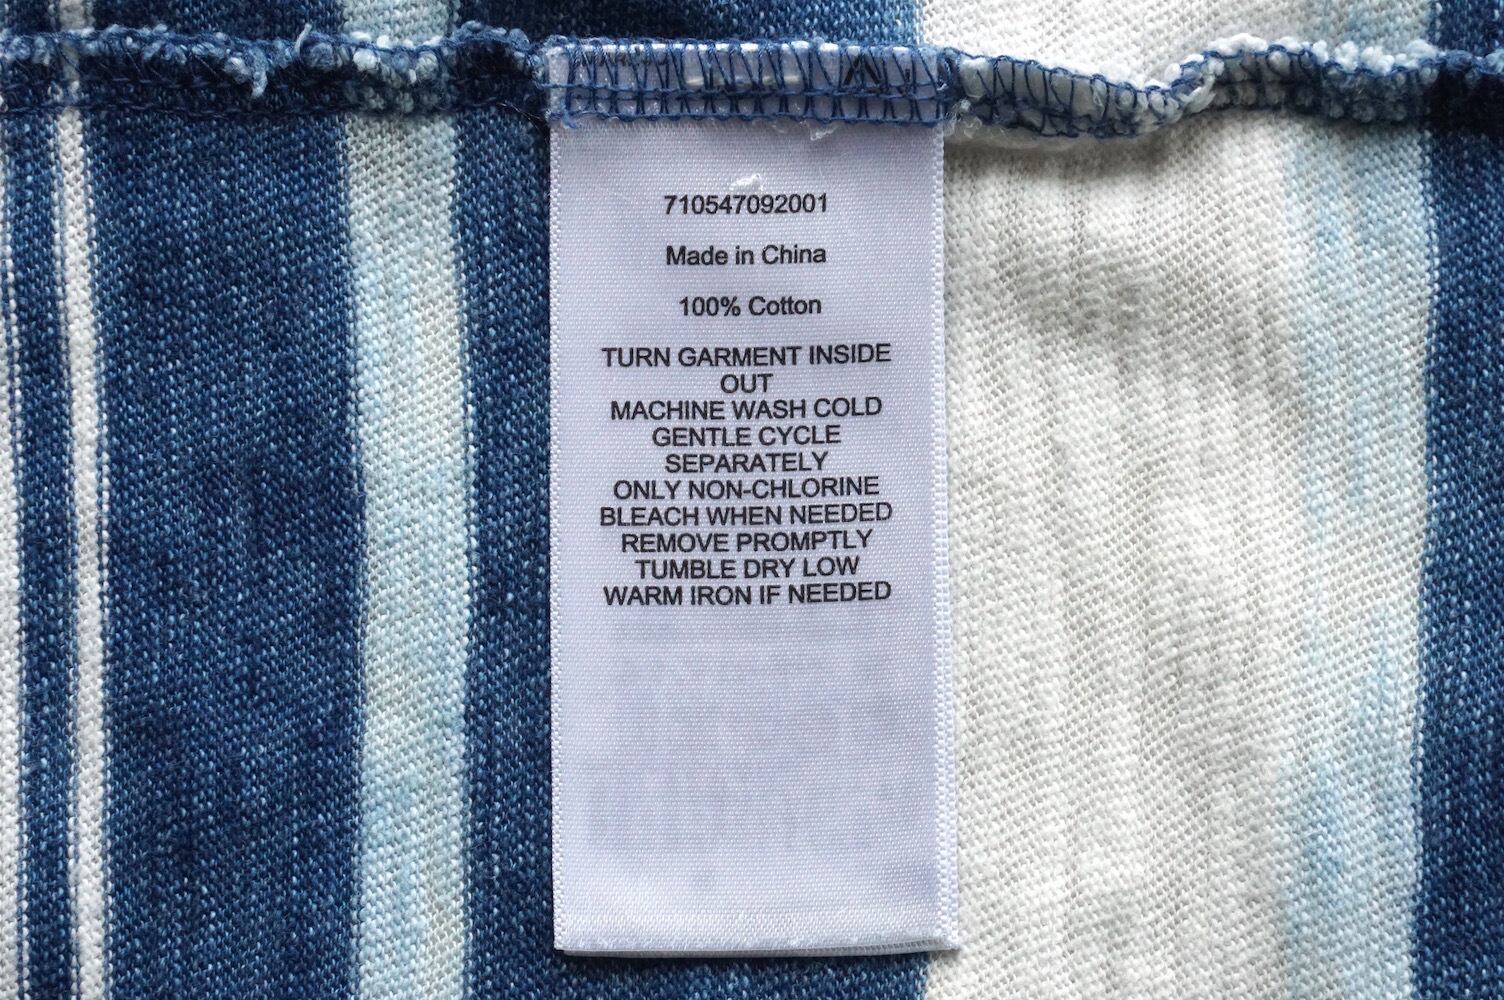 710547092001
Made in China
100% Cotton
TURN GARMENT INSIDE
OUT
MACHINE WASH COLD
GENTLE CYCLE
SEPARATELY
ONLY NON-CHLORINE
BLEACH WHEN NEEDED
REMOVE PROMPTLY
TUMBLE DRY LOW
WARM IRON IF NEEDED